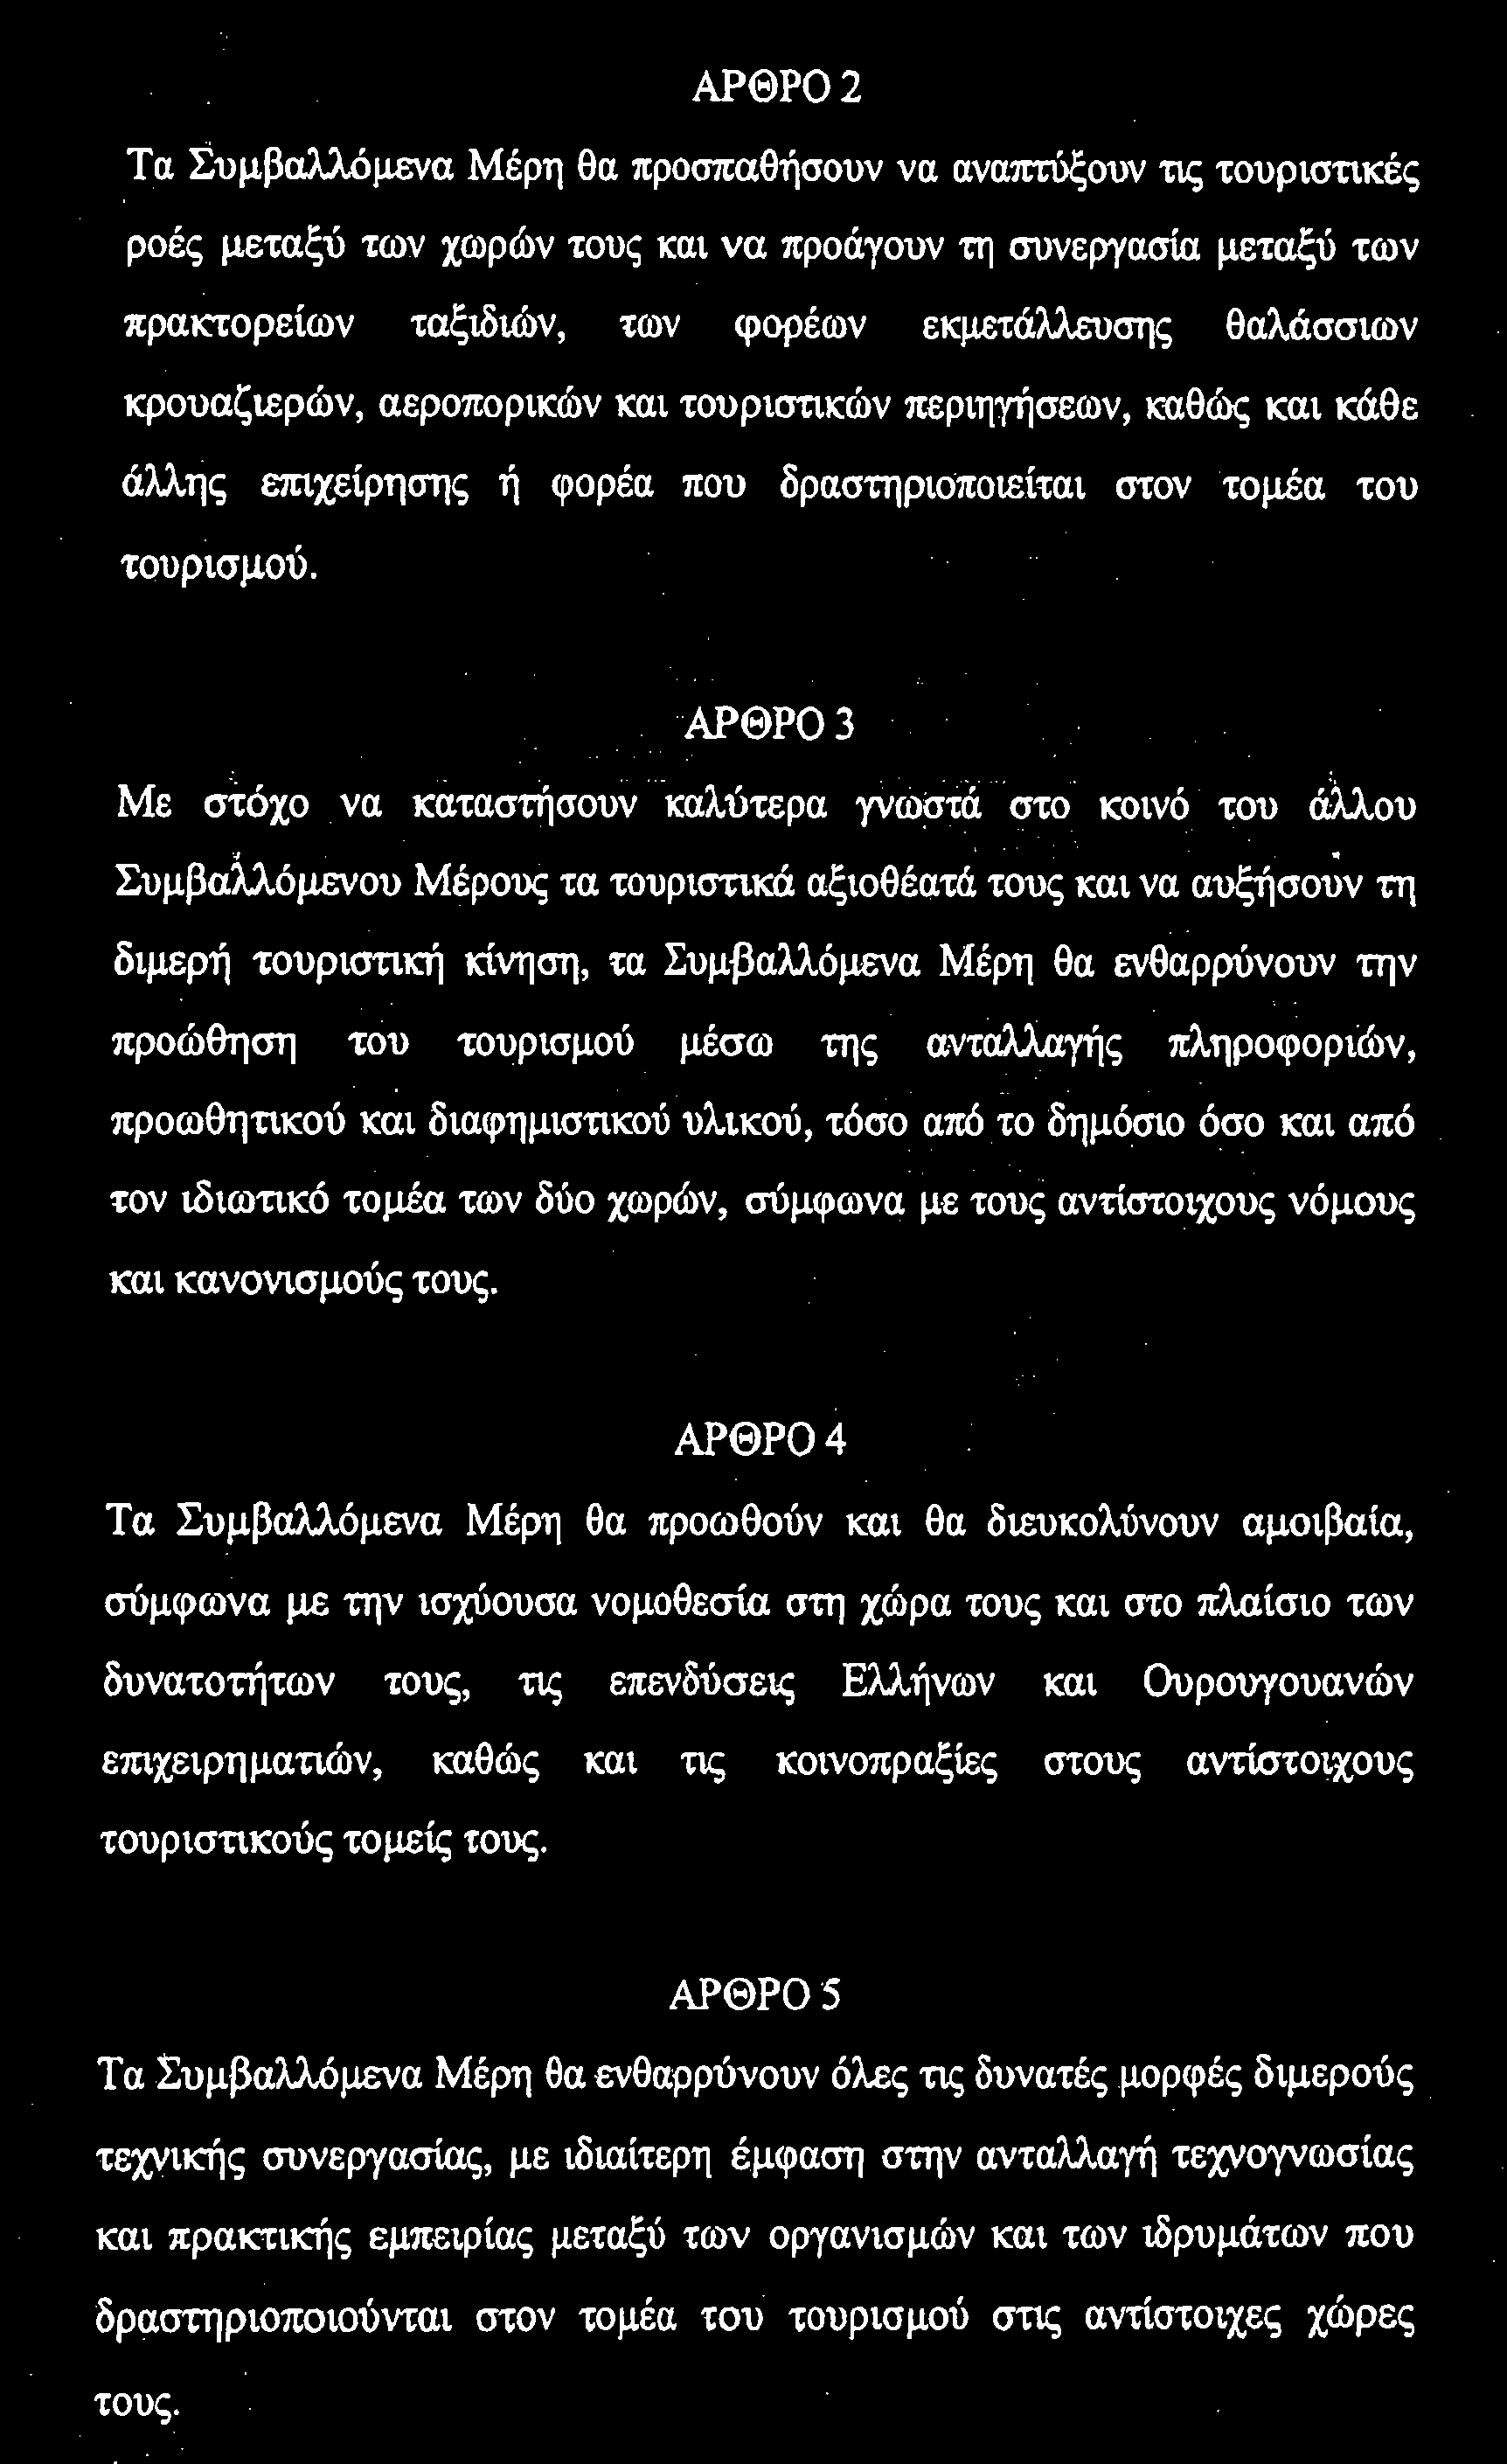 ΑΡΘΡΟ 2
Τα Συμβαλλόμενα Μέρη θα προσπαθήσουν να αναπτύξουν τις τουριστικές
ροές μεταξύ των χωρών τους και να προάγουν τη συνεργασία μεταξύ των
πρακτορείων ταξιδιών, των φορέων εκμετάλλευσης θαλάσσιων
κρουαζιερών, αεροπορικών και τουριστικών περιηγήσεων, καθώς και κάθε
άλλης επιχείρησης ή φορέα που δραστηριοποιείται στον τομέα του
τουρισμού.
ΑΡΘΡΟ 3
Με στόχο να καταστήσουν καλύτερα γνωστά στο κοινό του άλλου
Συμβαλλόμενου Μέρους τα τουριστικά αξιοθέατά τους και να αυξήσουν τη
διμερή τουριστική κίνηση, τα Συμβαλλόμενα Μέρη θα ενθαρρύνουν την
προώθηση του τουρισμού μέσω της ανταλλαγής πληροφοριών,
προωθητικού και διαφημιστικού υλικού, τόσο από το δημόσιο όσο και από
τον ιδιωτικό τομέα των δύο χωρών, σύμφωνα με τους αντίστοιχους νόμους
και κανονισμούς τους.
ΑΡΘΡΟ 4
Τα Συμβαλλόμενα Μέρη θα προωθούν και θα διευκολύνουν αμοιβαία,
σύμφωνα με την ισχύουσα νομοθεσία στη χώρα τους και στο πλαίσιο των
δυνατοτήτων τους, τις επενδύσεις Ελλήνων και Ουρουγουανών
επιχειρηματιών, καθώς και τις κοινοπραξίες στους αντίστοιχους
τουριστικούς τομείς τους.
ΑΡΘΡΟ 5
Τα Συμβαλλόμενα Μέρη θα ενθαρρύνουν όλες τις δυνατές μορφές διμερούς
τεχνικής συνεργασίας, με ιδιαίτερη έμφαση στην ανταλλαγή τεχνογνωσίας
και πρακτικής εμπειρίας μεταξύ των οργανισμών και των ιδρυμάτων που
δραστηριοποιούνται στον τομέα του τουρισμού στις αντίστοιχες χώρες
τους.